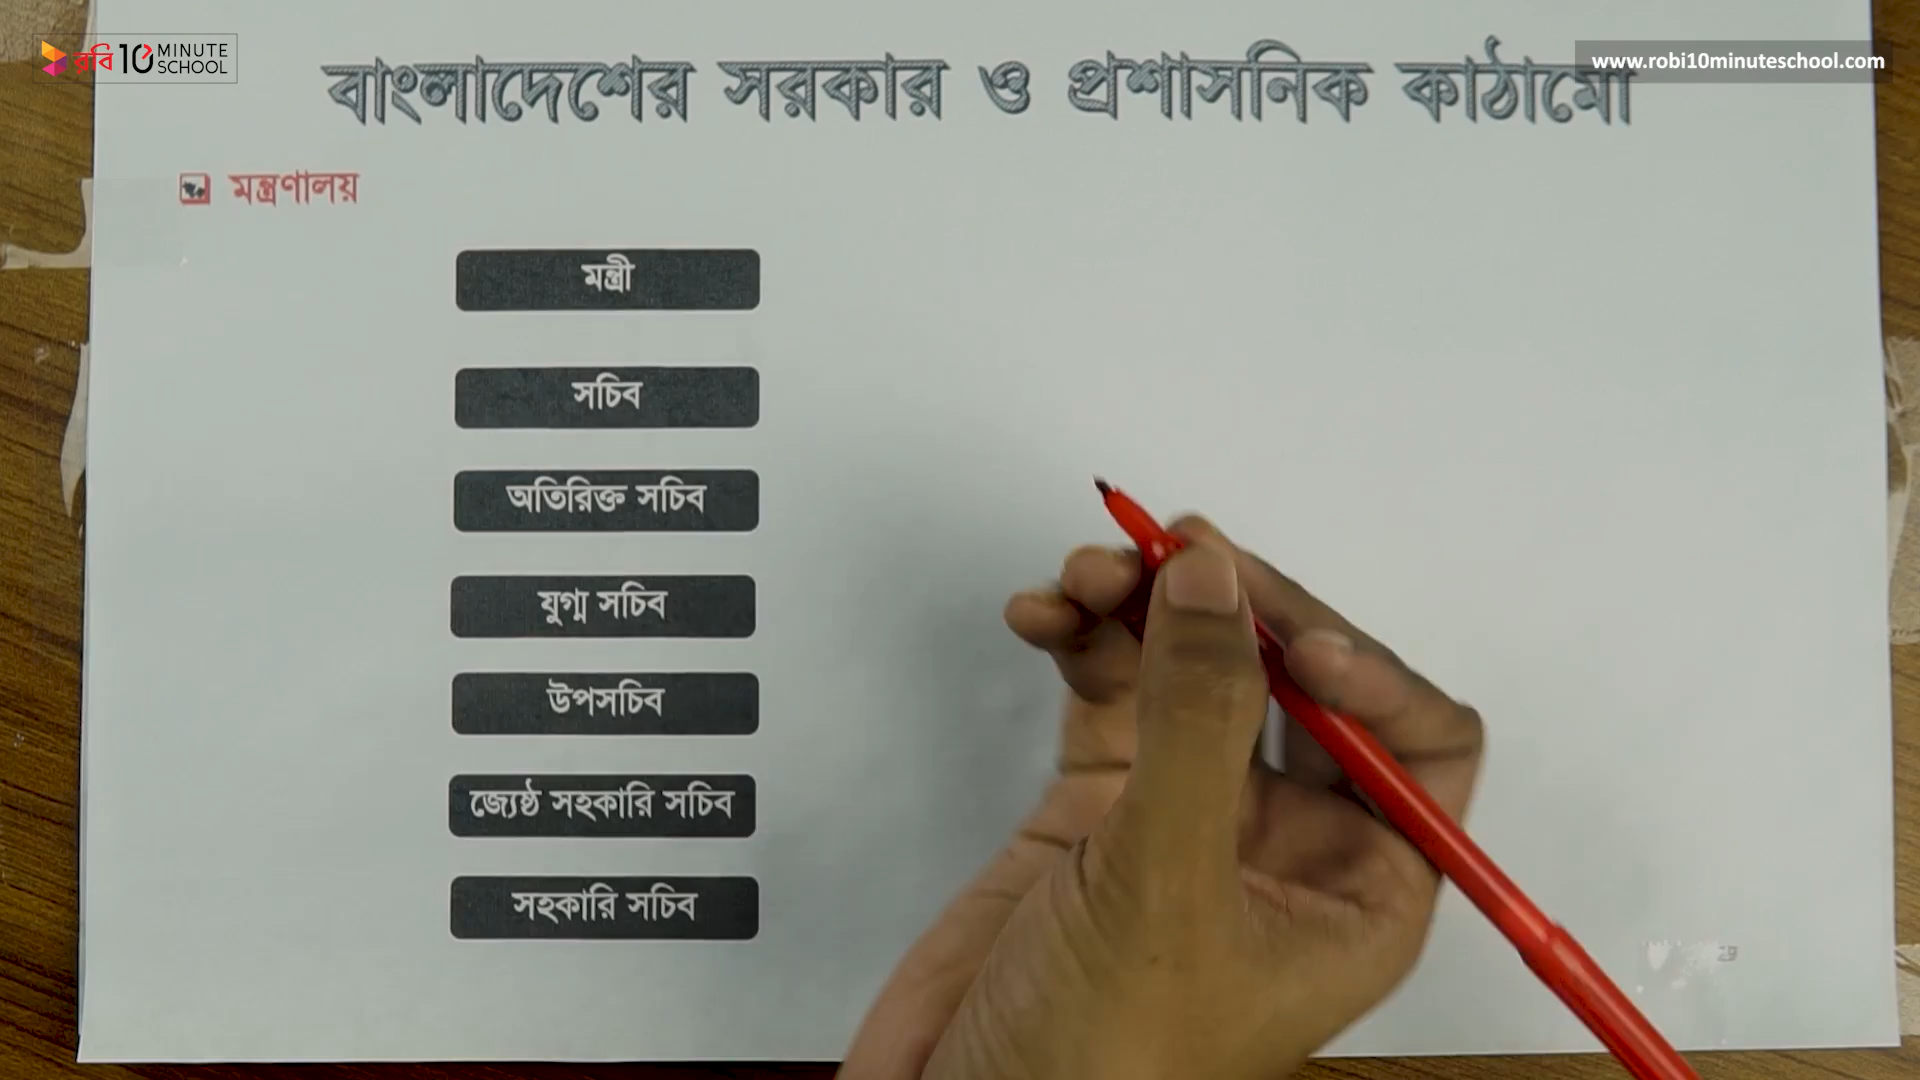 রবি 10 MINUTE SCHOOL
www.robi10minuteschool.com
বাংলাদেশের সরকার ও প্রশাসনিক কাঠামো
মন্ত্রণালয়
মন্ত্রী
সচিব
অতিরিক্ত সচিব
যুগ্ম সচিব
উপসচিব
জ্যেষ্ঠ সহকারি সচিব
সহকারি সচিব